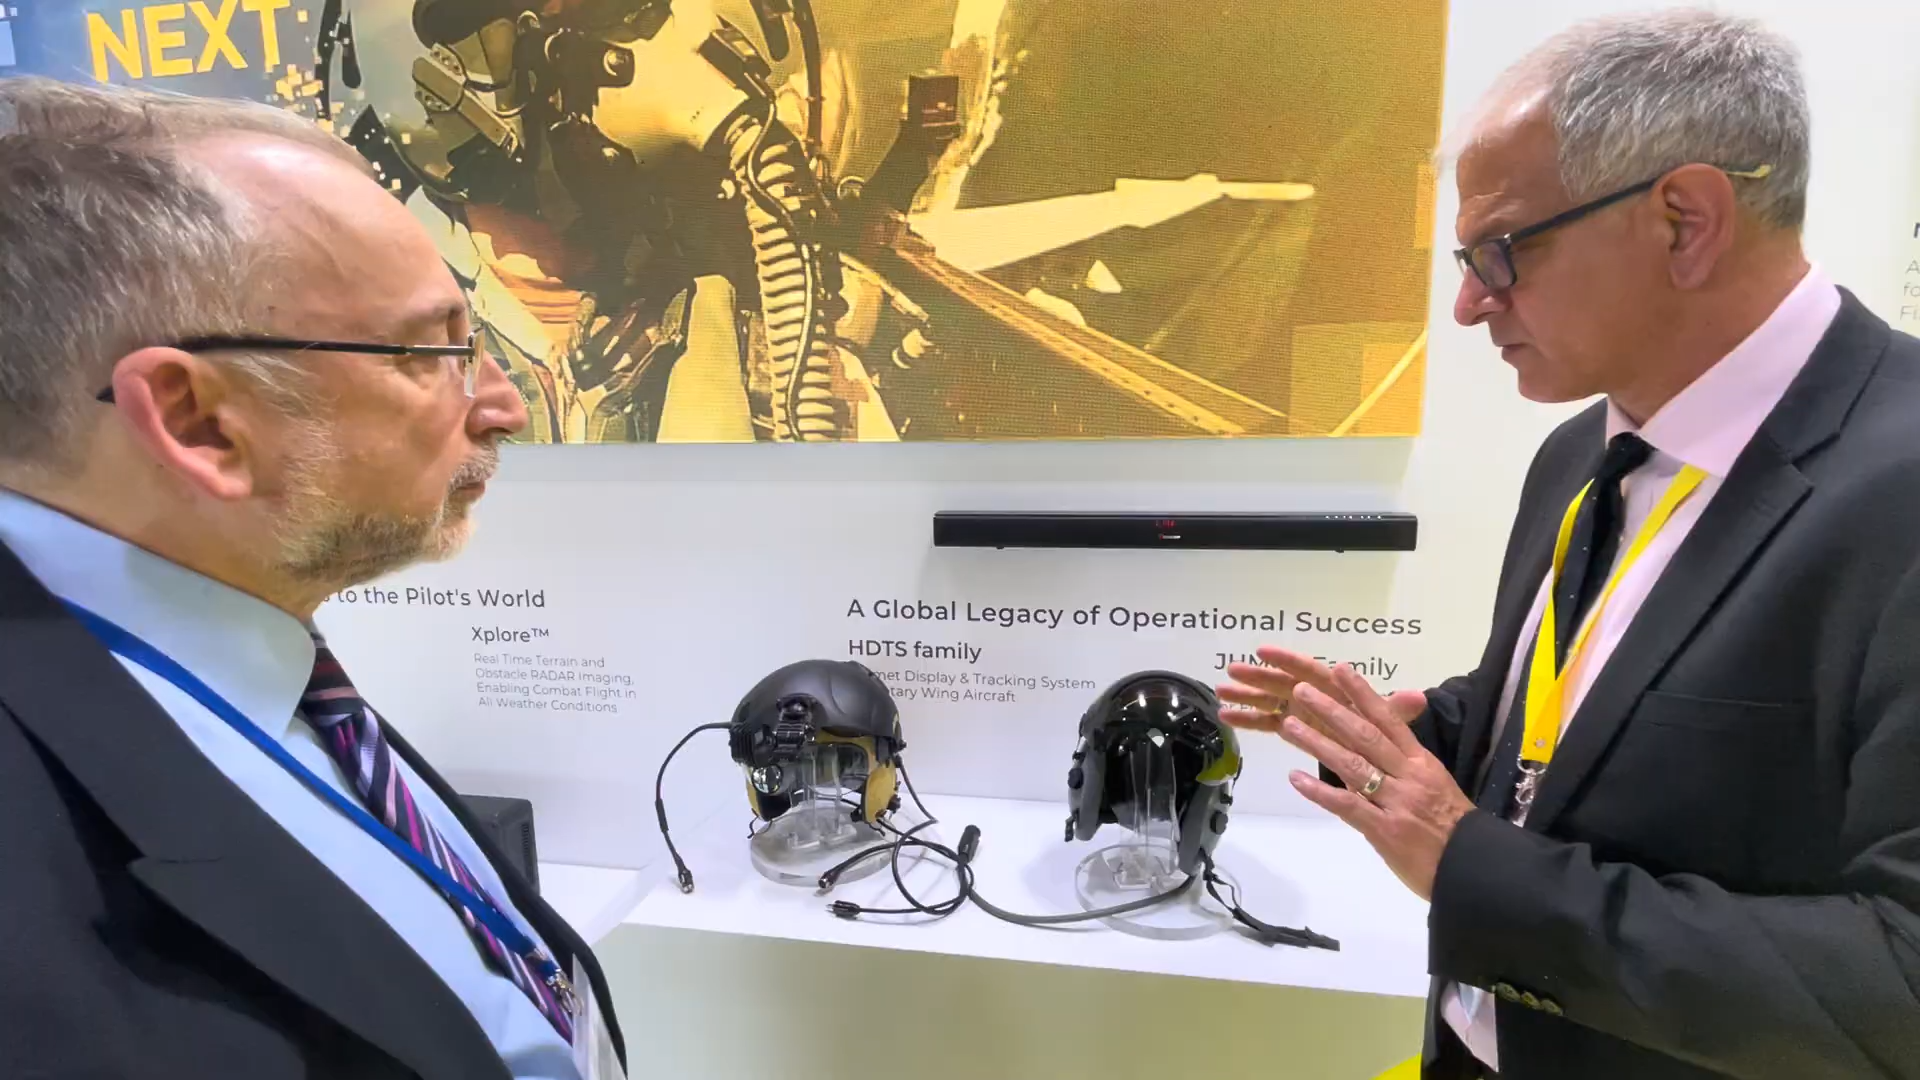 NEXT
to the Pilot's World
Xplore™
Real Time Terrain and
Obstacle RADAR Imaging,
Enabling Combat Flight in
All Weather Conditions
A Global Legacy of Operational Success
HDTS family
Display & Tracking System
Wing Aircraft
Family